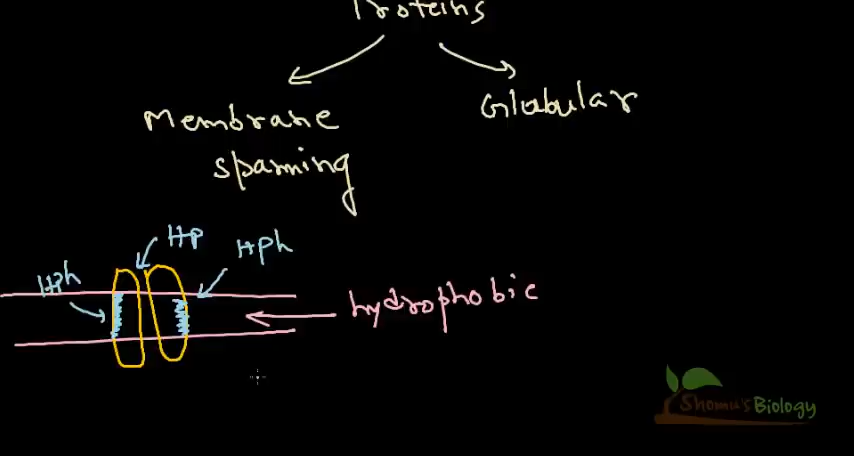 Proteins
Membrane
spanning
Globular
HP
HPh
Hph
hydrophobic
Shomu's Biology